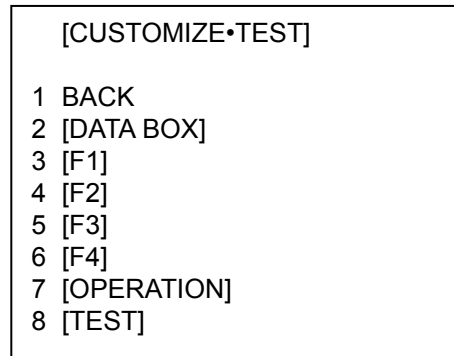 [CUSTOMIZE•TEST]
1 BACK
2 [DATA BOX]
3 [F1]
4 [F2]
5 [F3]
6 [F4]
7 [OPERATION]
8 [TEST]